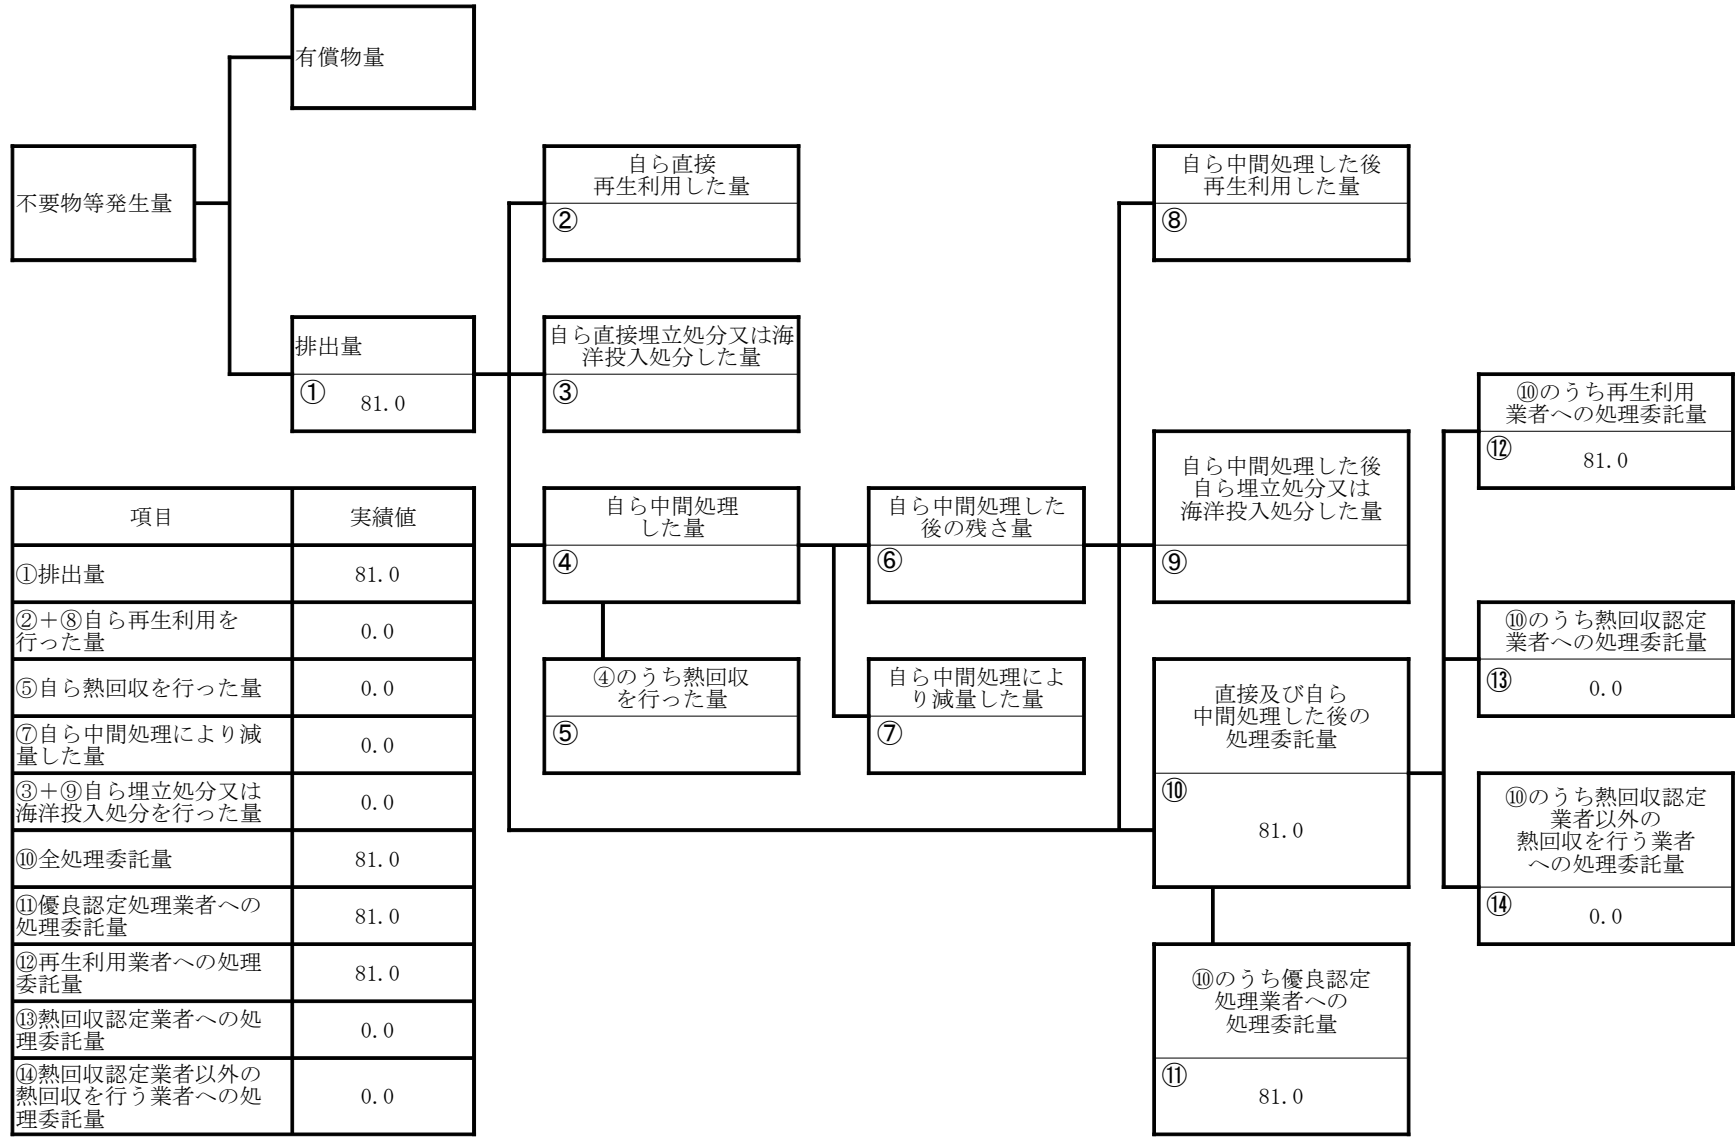 有償物量
不要物等発生量
排出量
①
81.0
自ら直接
再生利用した量
②
自ら直接埋立処分又は海
洋投入処分した量
③
自ら中間処理
した量
④
④のうち熱回収
を行った量
⑤
自ら中間処理した
後の残さ量
⑥
自ら中間処理によ
り減量した量
⑦
自ら中間処理した後
再生利用した量
⑧
自ら中間処理した後
自ら埋立処分又は
海洋投入処分した量
⑨
直接及び自ら
中間処理した後の
処理委託量
⑩
81.0
⑩のうち優良認定
処理業者への
処理委託量
⑪
81.0
⑩のうち再生利用
業者への処理委託量
⑫
81.0
⑩のうち熱回収認定
業者への処理委託量
⑬
0.0
⑩のうち熱回収認定
業者以外の
熱回収を行う業者
への処理委託量
⑭
0.0
項目 実績値
①排出量 81.0
②+⑧自ら再生利用を
行った量 0.0
⑤自ら熱回収を行った量 0.0
⑦自ら中間処理により減
量した量 0.0
③+⑨自ら埋立処分又は
海洋投入処分を行った量 0.0
⑩全処理委託量 81.0
⑪優良認定処理業者への
処理委託量 81.0
⑫再生利用業者への処理
委託量 81.0
⑬熱回収認定業者への処
理委託量 0.0
⑭熱回収認定業者以外の
熱回収を行う業者への処
理委託量 0.0